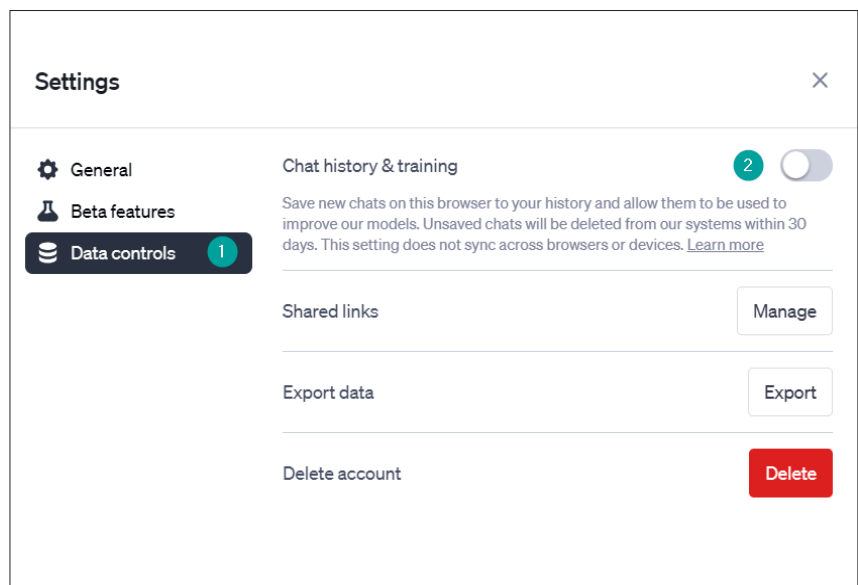 Settings
General
Beta features
Data controls 1
Chat history & training 2
Save new chats on this browser to your history and allow them to be used to
improve our models. Unsaved chats will be deleted from our systems within 30
days. This setting does not sync across browsers or devices. Learn more
Shared links Manage
Export data Export
Delete account Delete